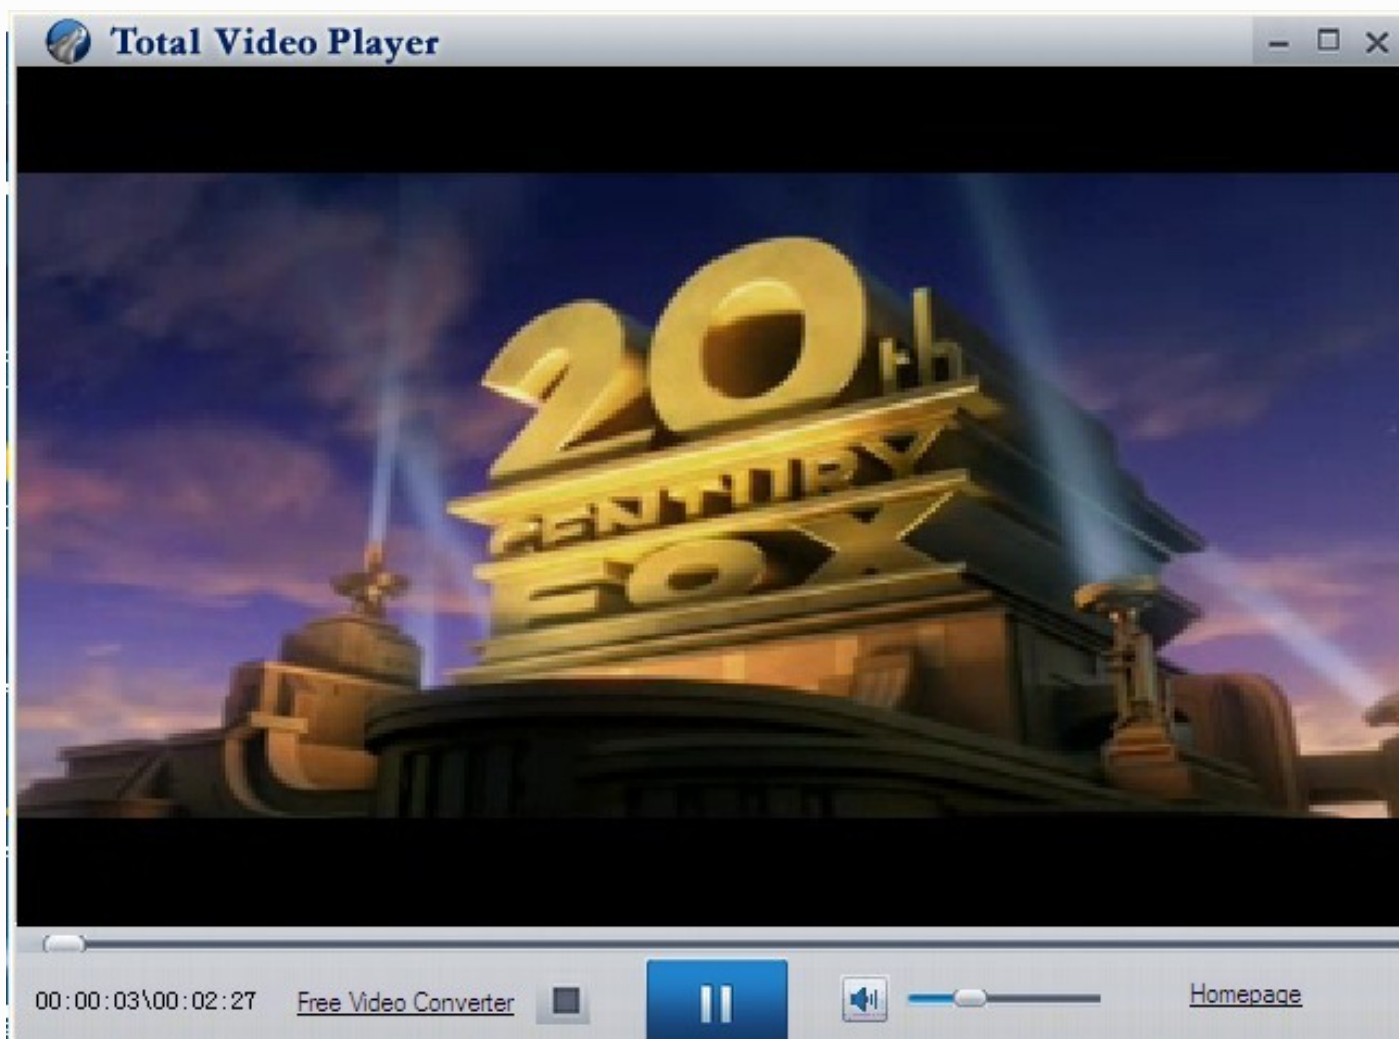 Total Video Player
20th
CENTURY
FOX
00:00:03\00:02:27 Free Video Converter Homepage